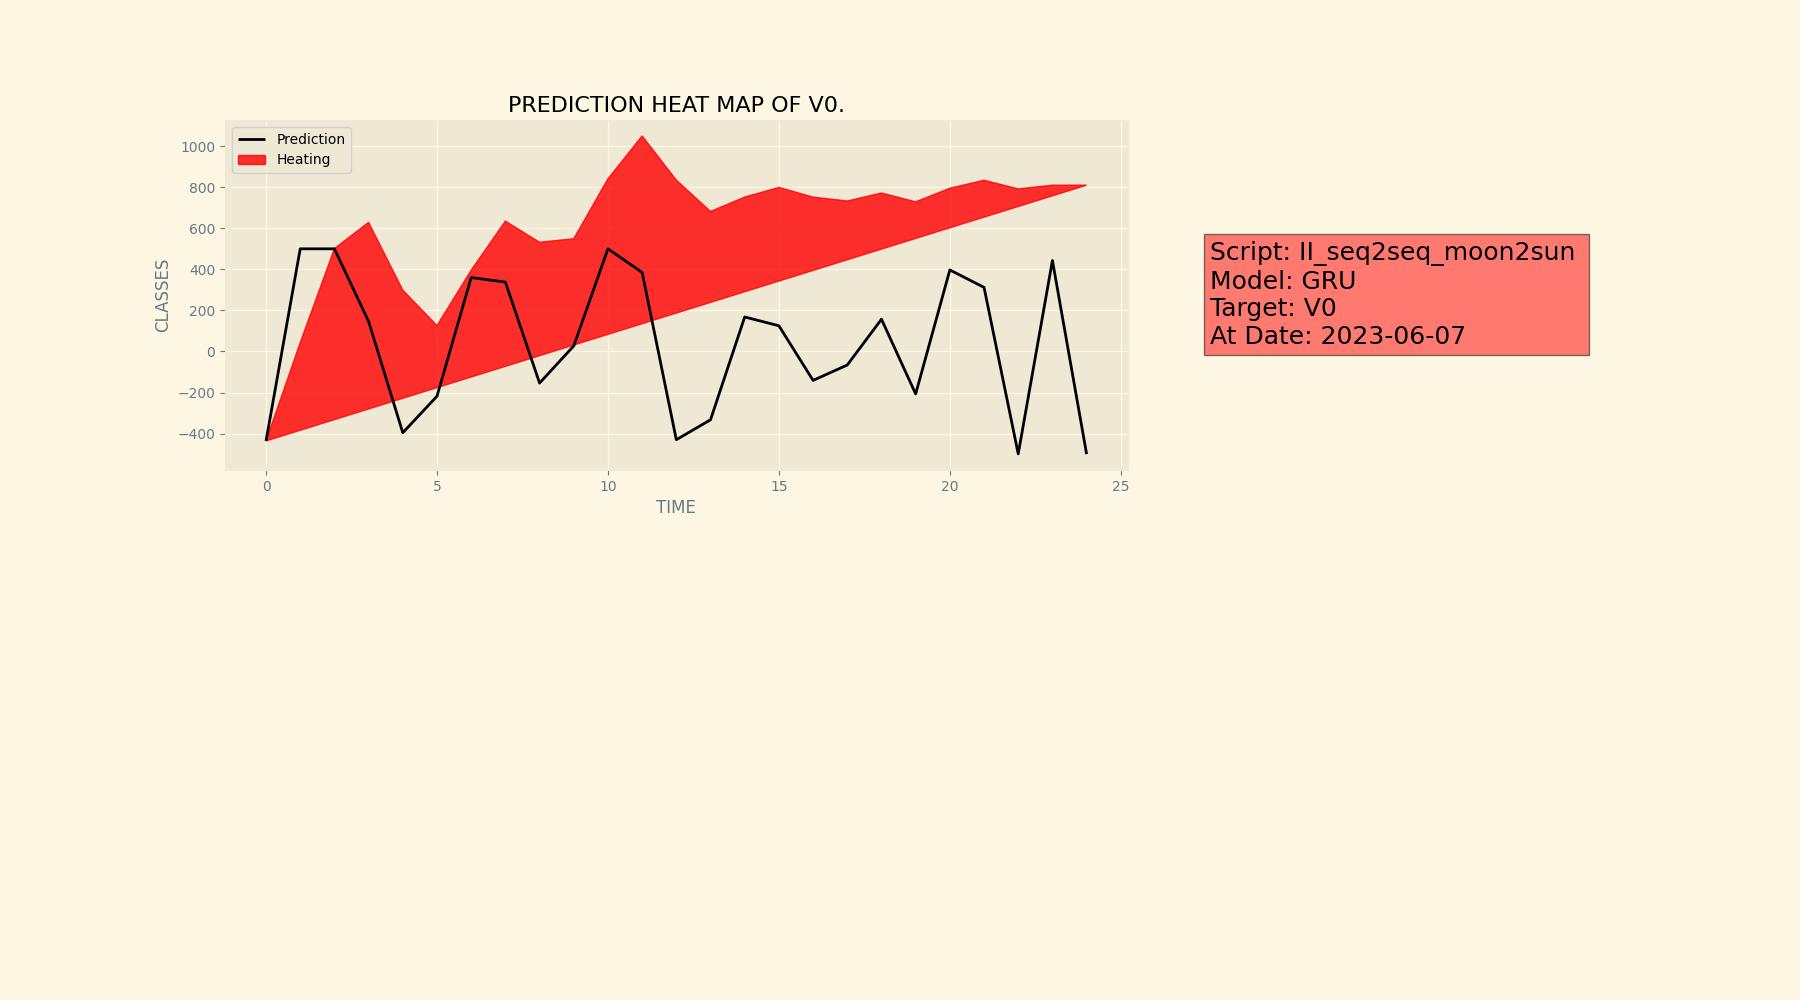 PREDICTION HEAT MAP OF V0.
Prediction
Heating
1000
800
600
400
200
0
−200
−400
CLASSES
0 5 10 15 20 25
TIME
Script: II_seq2seq_moon2sun
Model: GRU
Target: V0
At Date: 2023-06-07